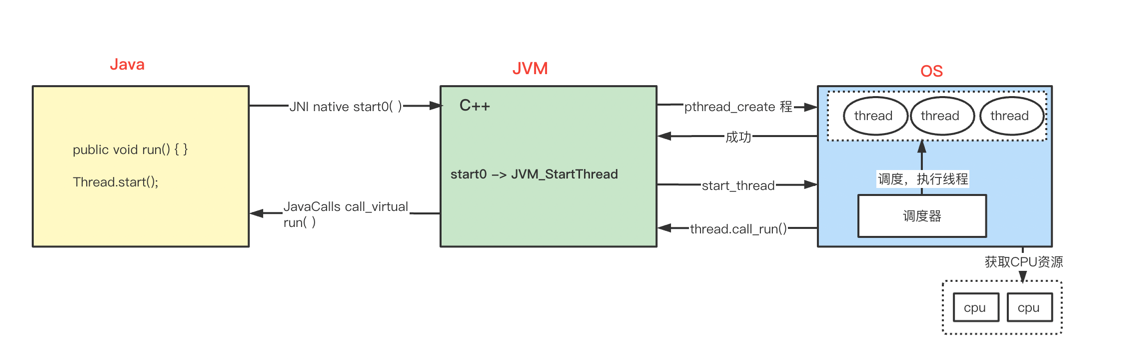 Java
JVM
OS
public void run() { }
Thread.start();
JNI native start0( )
JavaCalls call_virtual
run( )
C++
start0 -> JVM_StartThread
pthread_create 程
成功
start_thread
thread.call_run()
thread
thread
thread
调度，执行线程
调度器
获取CPU资源
cpu
cpu